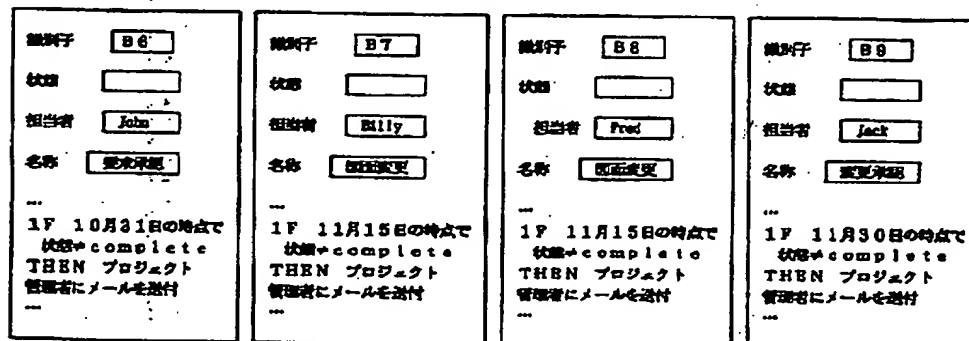 識別子 B6
状態
担当者 John
名称 要求承認
...
IF 10月31日の時点で
状態≠complete
THEN プロジェクト
管理者にメールを送付
...
識別子 B7
状態
担当者 Billy
名称 図面変更
...
IF 11月15日の時点で
状態≠complete
THEN プロジェクト
管理者にメールを送付
...
識別子 B8
状態
担当者 Fred
名称 図面変更
...
IF 11月15日の時点で
状態≠complete
THEN プロジェクト
管理者にメールを送付
...
識別子 B9
状態
担当者 Jack
名称 変更承認
...
IF 11月30日の時点で
状態≠complete
THEN プロジェクト
管理者にメールを送付
...